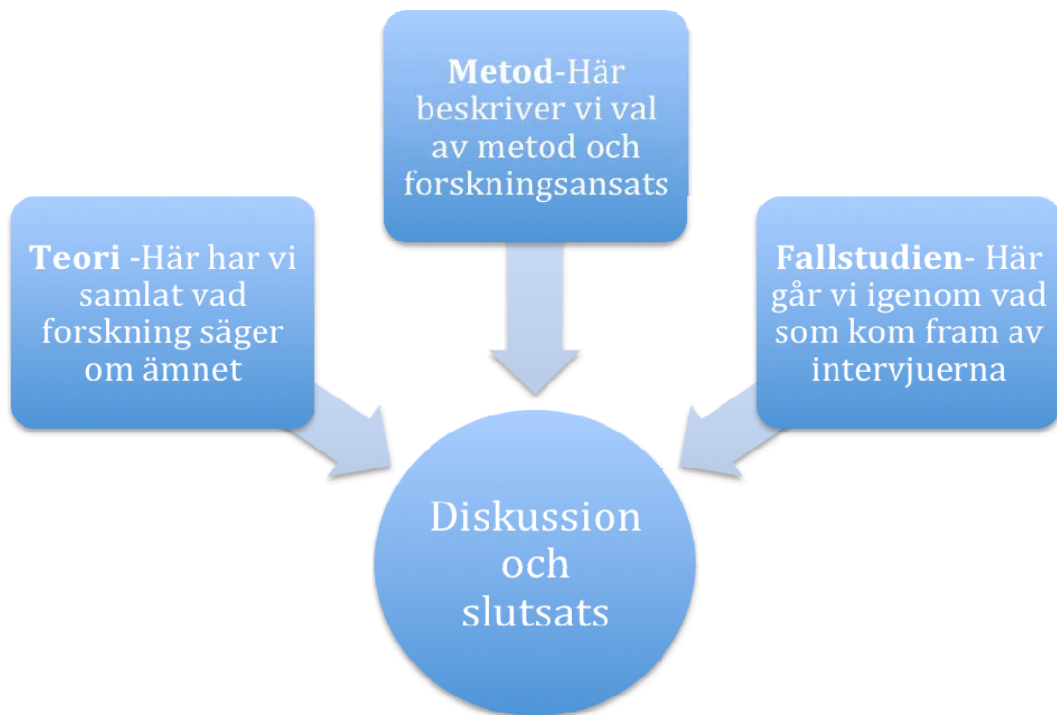 Metod-Här
beskriver vi val
av metod och
forskningsansats
Teori -Här har vi
samlat vad
forskning säger
om ämnet
Fallstudien- Här
går vi igenom vad
som kom fram av
intervjuerna
Diskussion
och
slutsats